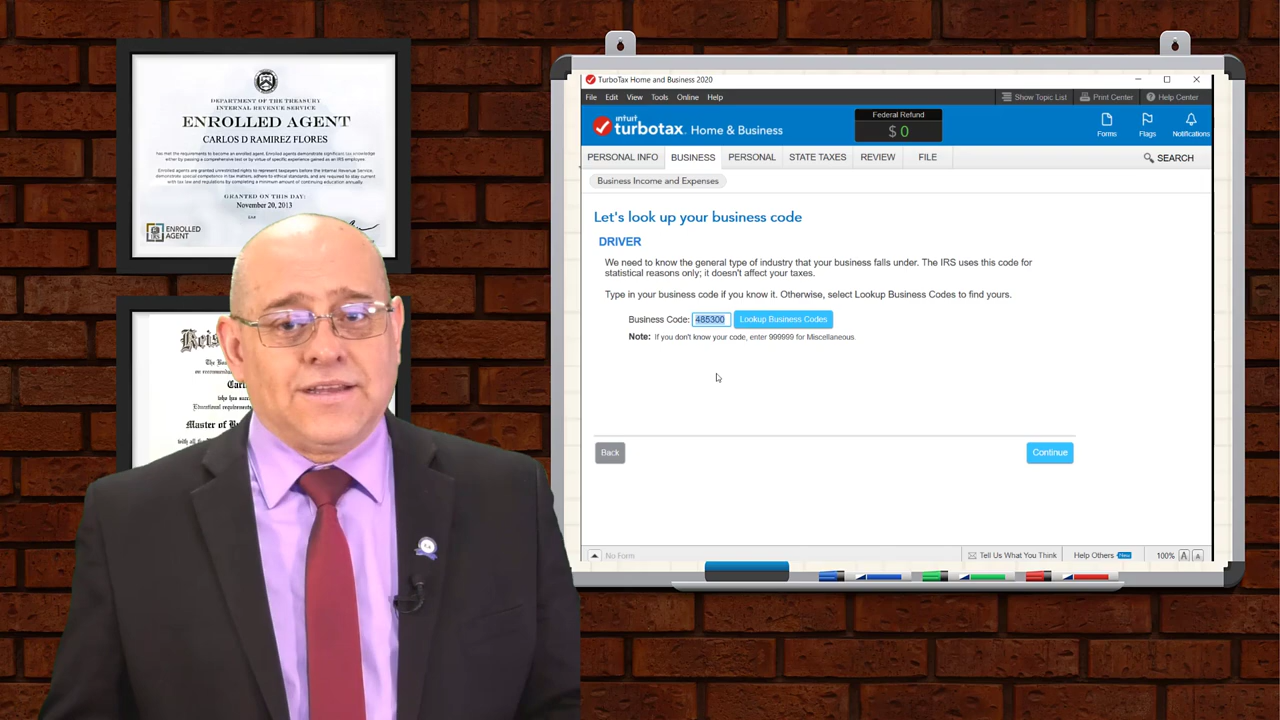 DEPARTMENT OF THE TREASURY
INTERNAL REVENUE SERVICE
ENROLLED AGENT
CARLOS D RAMIREZ FLORES
GRANTED ON THIS DAY:
November 20, 2013
ENROLLED
AGENT
Master of
TurboTax Home and Business 2020
File Edit View Tools Online Help
Show Topic List Print Center Help Center
intuit
turbotax. Home & Business
Federal Refund
$ 0
Forms Flags Notifications
PERSONAL INFO BUSINESS PERSONAL STATE TAXES REVIEW FILE SEARCH
Business Income and Expenses
Let's look up your business code
DRIVER
We need to know the general type of industry that your business falls under. The IRS uses this code for
statistical reasons only; it doesn't affect your taxes.
Type in your business code if you know it. Otherwise, select Lookup Business Codes to find yours.
Business Code: 485300 Lookup Business Codes
Note: If you don't know your code, enter 999999 for Miscellaneous.
Back Continue
No Form Tell Us What You Think Help Others New 100% A A